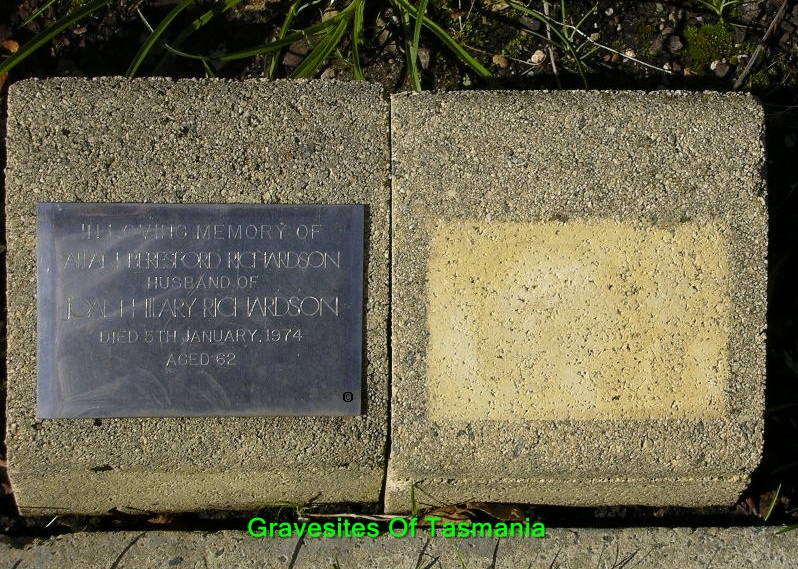 IN LOVING MEMORY OF
ALLAN BERESFORD RICHARDSON
HUSBAND OF
JOAN HILARY RICHARDSON
DIED 5TH JANUARY, 1974
AGED 62
©
Gravesites Of Tasmania